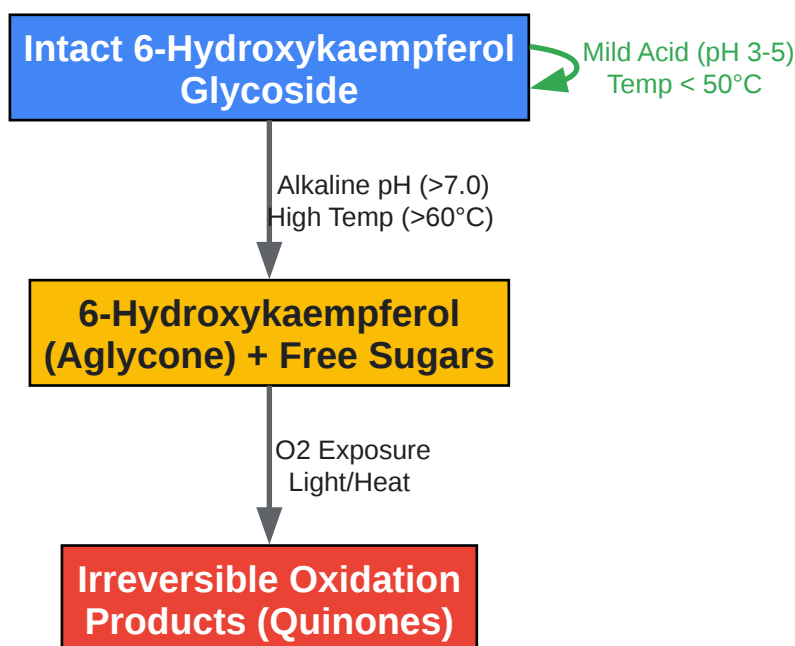 Intact 6-Hydroxykaempferol
Glycoside
Mild Acid (pH 3-5)
Temp < 50°C
Alkaline pH (>7.0)
High Temp (>60°C)
6-Hydroxykaempferol
(Aglycone) + Free Sugars
O2 Exposure
Light/Heat
Irreversible Oxidation
Products (Quinones)